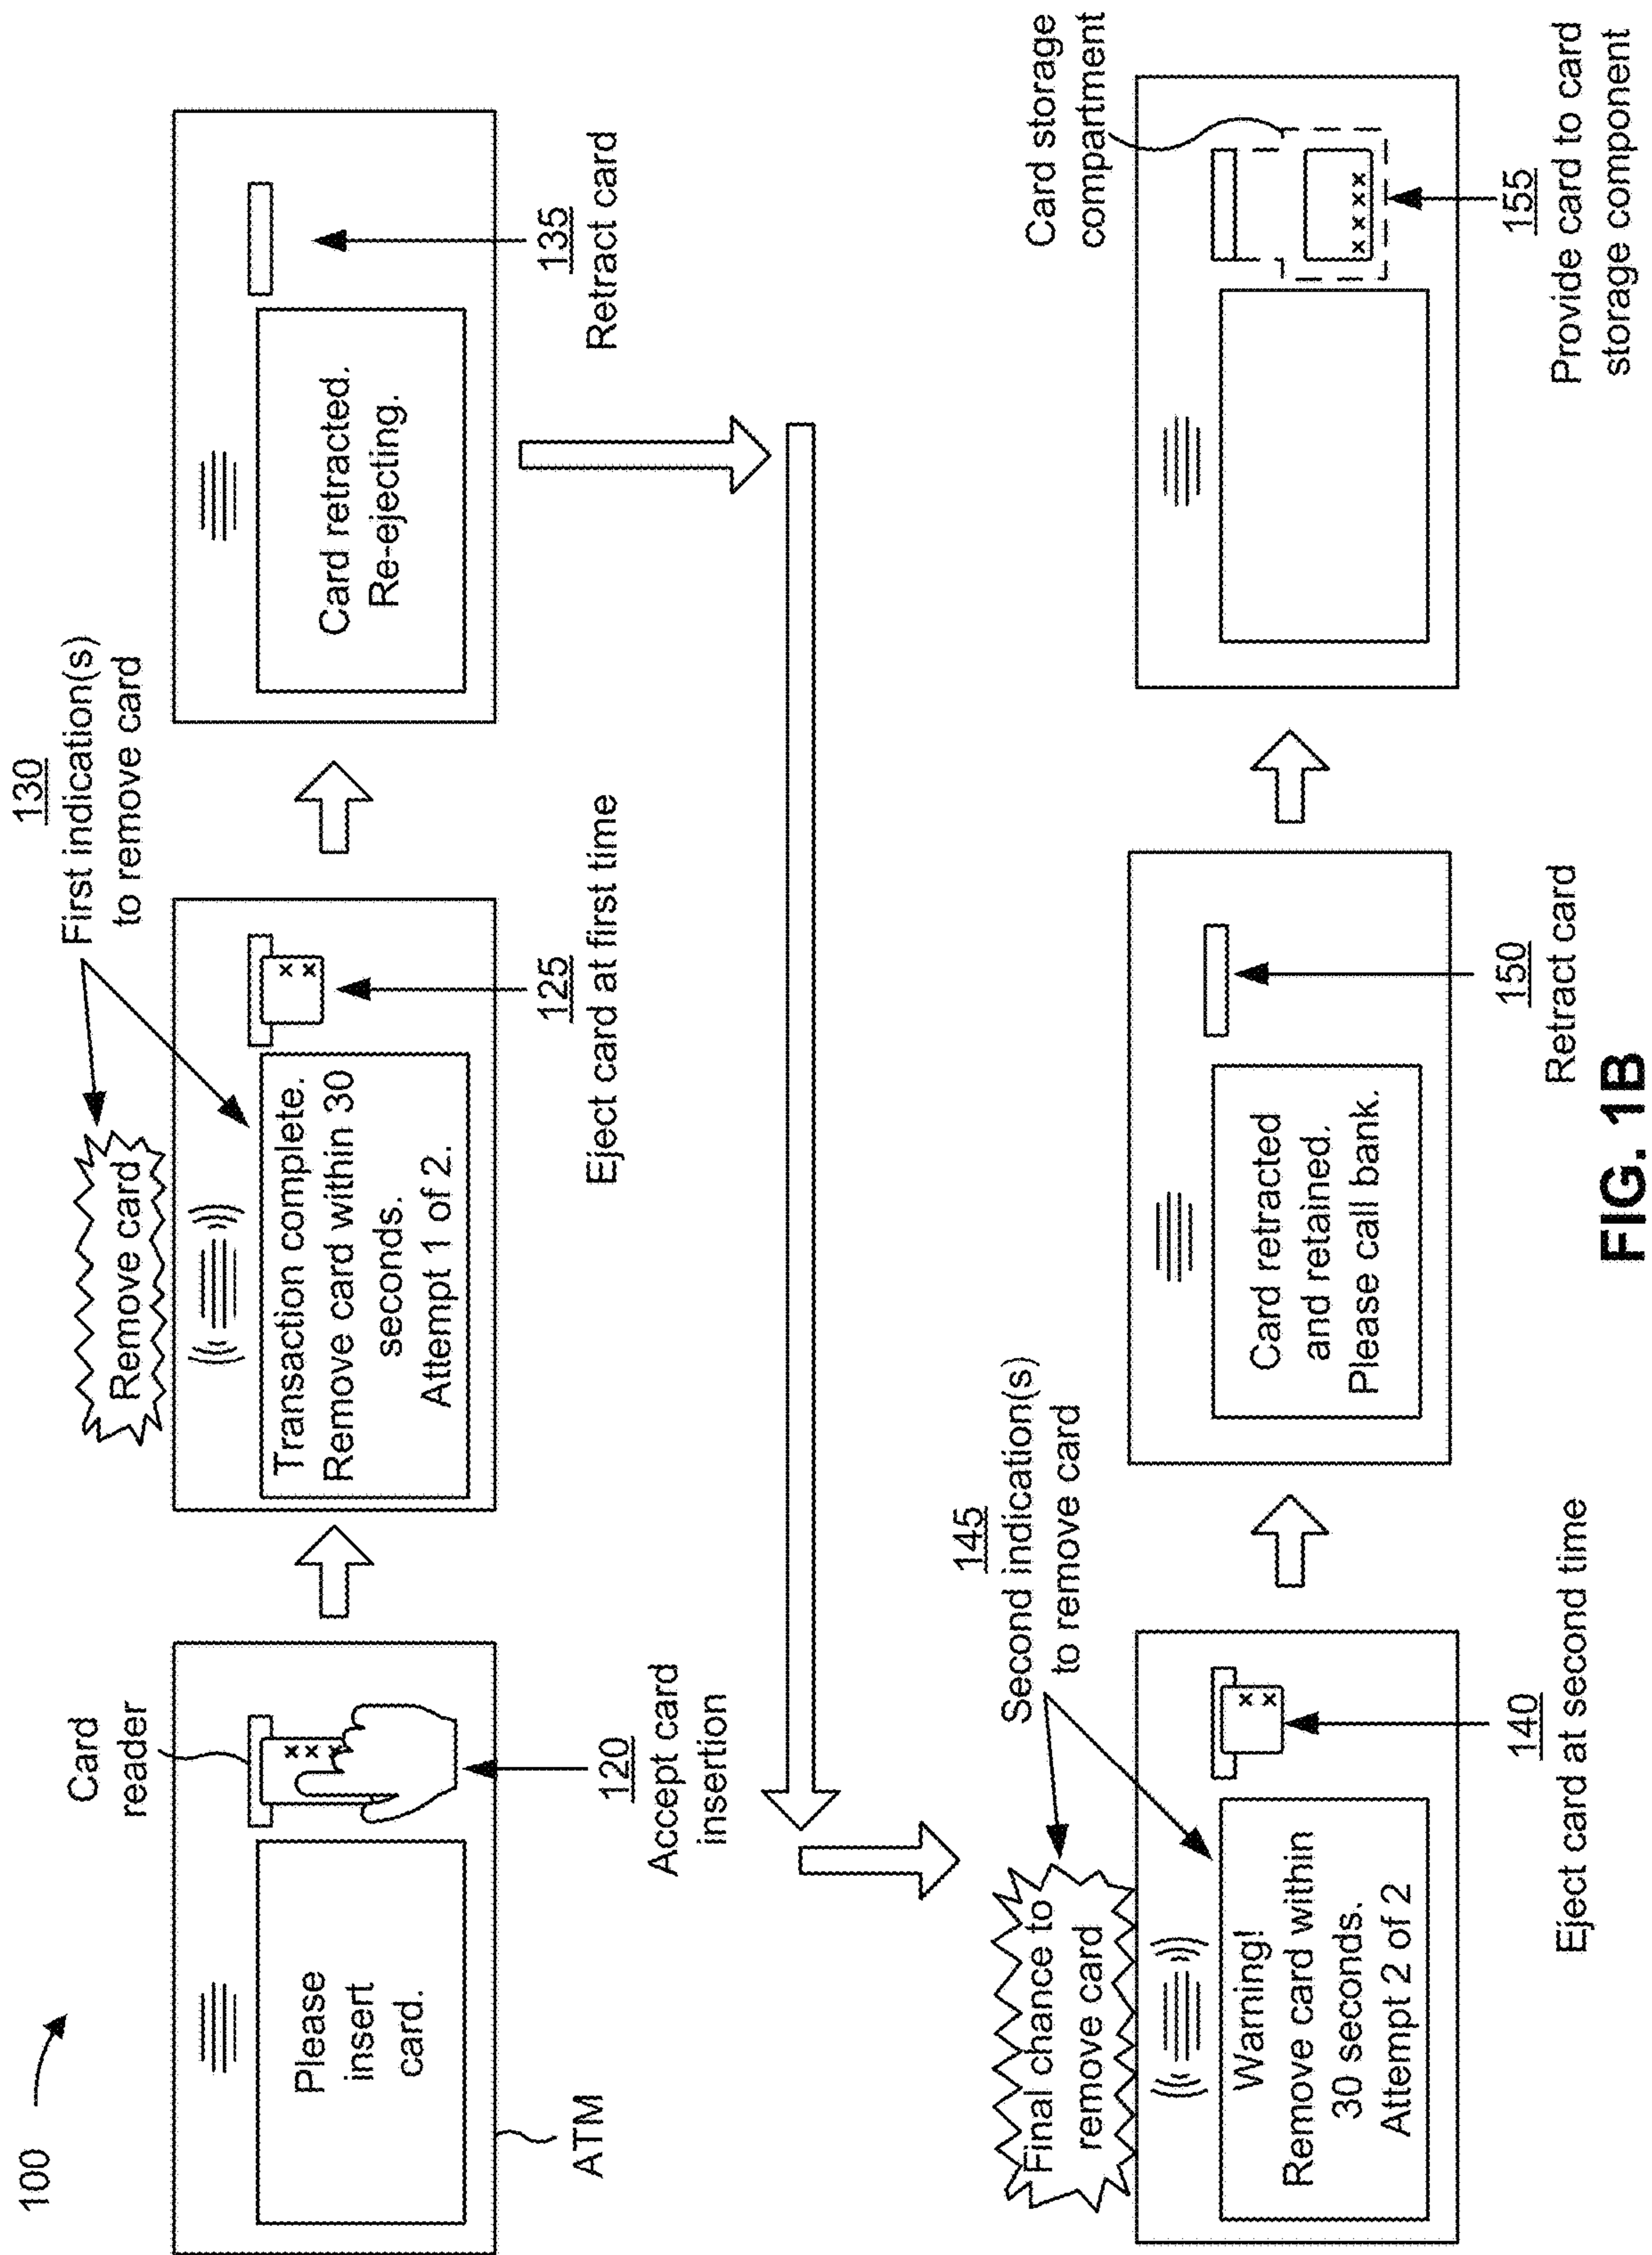 100
Card
reader
Please
insert
card.
ATM
120
Accept card
insertion
130
First indication(s)
to remove card
Remove card
Transaction complete.
Remove card within 30
seconds.
Attempt 1 of 2.
125
Eject card at first time
Card retracted.
Re-ejecting.
135
Retract card
145
Second indication(s)
to remove card
Final chance to
remove card
Warning!
Remove card within
30 seconds.
Attempt 2 of 2
140
Eject card at second time
Card retracted
and retained.
Please call bank.
150
Retract card
Card storage
compartment
155
Provide card to card
storage component
FIG. 1B